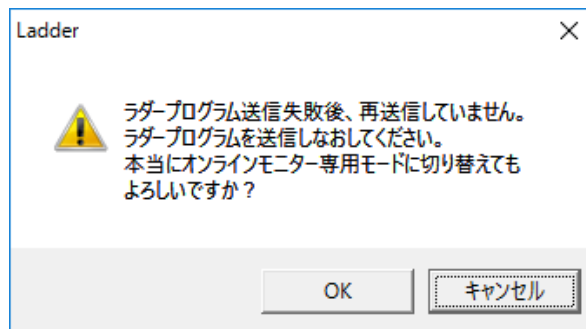 Ladder
ラダープログラム送信失敗後、再送信していません。
ラダープログラムを送信しなおしてください。
本当にオンラインモニター専用モードに切り替えても
よろしいですか？
OK
キャンセル